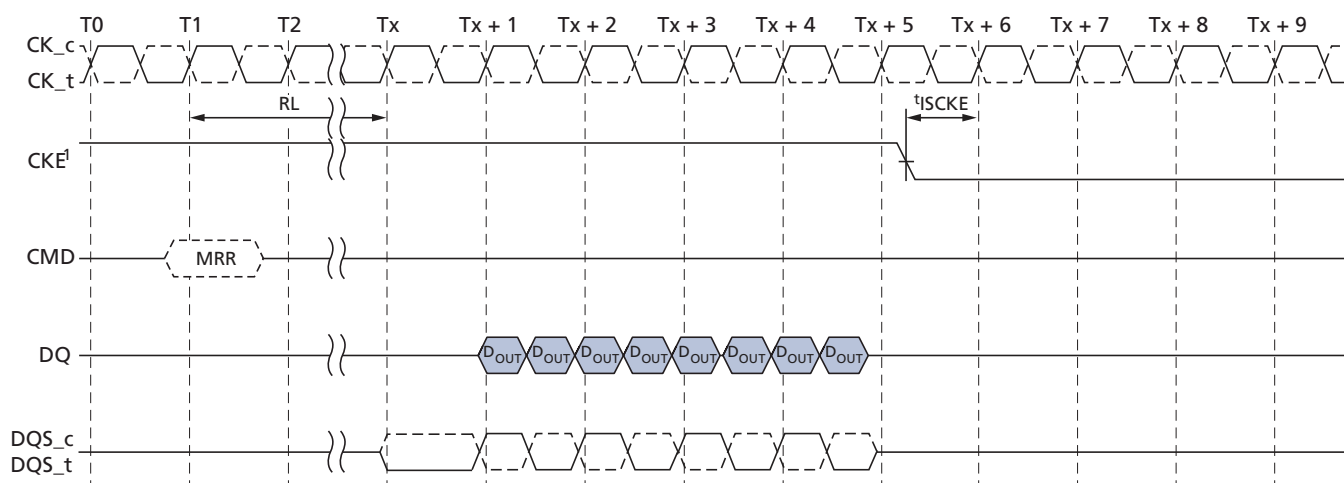 T0 T1 T2 Tx Tx + 1 Tx + 2 Tx + 3 Tx + 4 Tx + 5 Tx + 6 Tx + 7 Tx + 8 Tx + 9
CK_c
CK_t
RL
tISCKE
CKE1
CMD
MRR
DQ
DOUT DOUT DOUT DOUT DOUT DOUT DOUT DOUT
DQS_c
DQS_t